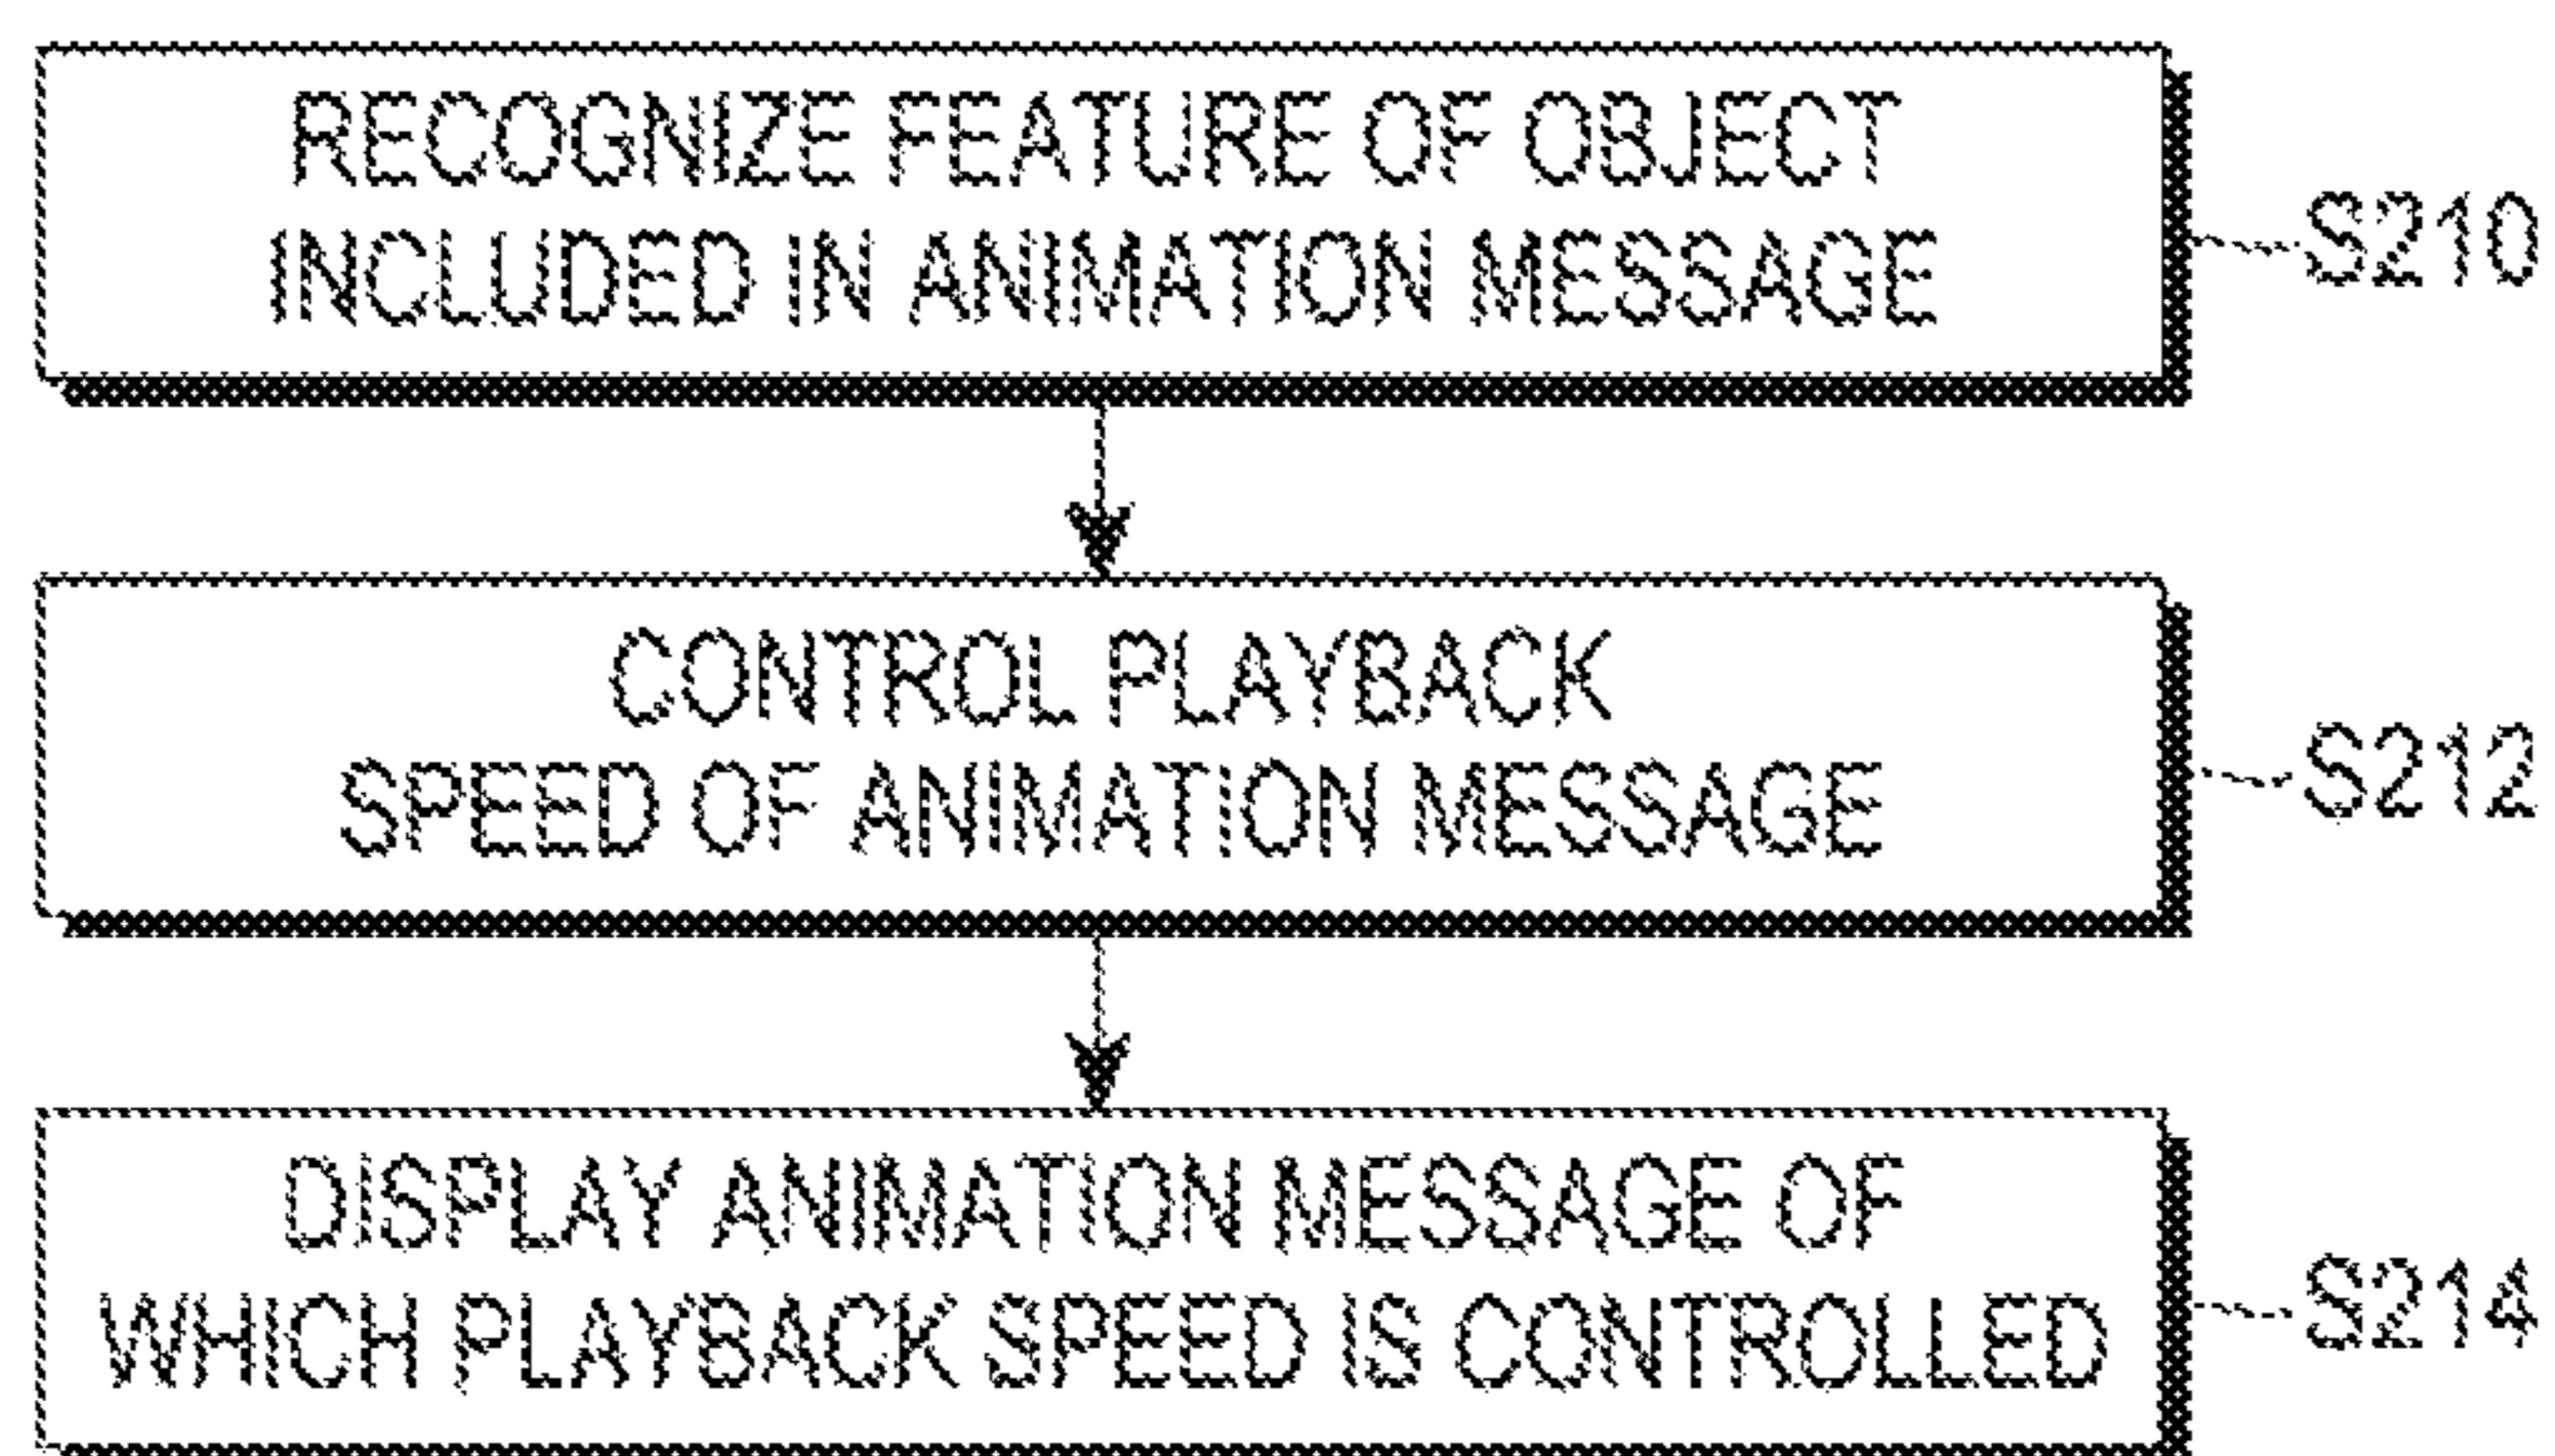 RECOGNIZE FEATURE OF OBJECT
INCLUDED IN ANIMATION MESSAGE
S210
CONTROL PLAYBACK
SPEED OF ANIMATION MESSAGE
S212
DISPLAY ANIMATION MESSAGE OF
WHICH PLAYBACK SPEED IS CONTROLLED
S214